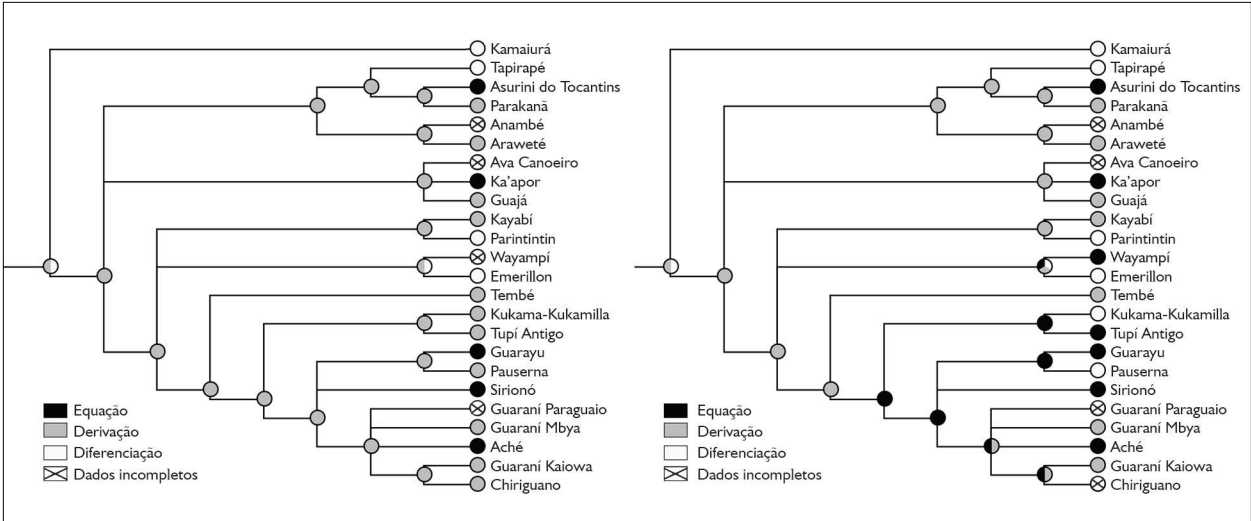 Kamaiurá
Tapirapé
Asurini do Tocantins
Parakanã
Anambé
Araweté
Ava Canoeiro
Ka'apor
Guajá
Kayabí
Parintintin
Wayampí
Emerillon
Tembé
Kukama-Kukamilla
Tupí Antigo
Guarayu
Pauserna
Sirionó
Guaraní Paraguaio
Guaraní Mbya
Aché
Guaraní Kaiowa
Chiriguano
Equação
Derivação
Diferenciação
Dados incompletos
Kamaiurá
Tapirapé
Asurini do Tocantins
Parakanã
Anambé
Araweté
Ava Canoeiro
Ka'apor
Guajá
Kayabí
Parintintin
Wayampí
Emerillon
Tembé
Kukama-Kukamilla
Tupí Antigo
Guarayu
Pauserna
Sirionó
Guaraní Paraguaio
Guaraní Mbya
Aché
Guaraní Kaiowa
Chiriguano
Equação
Derivação
Diferenciação
Dados incompletos